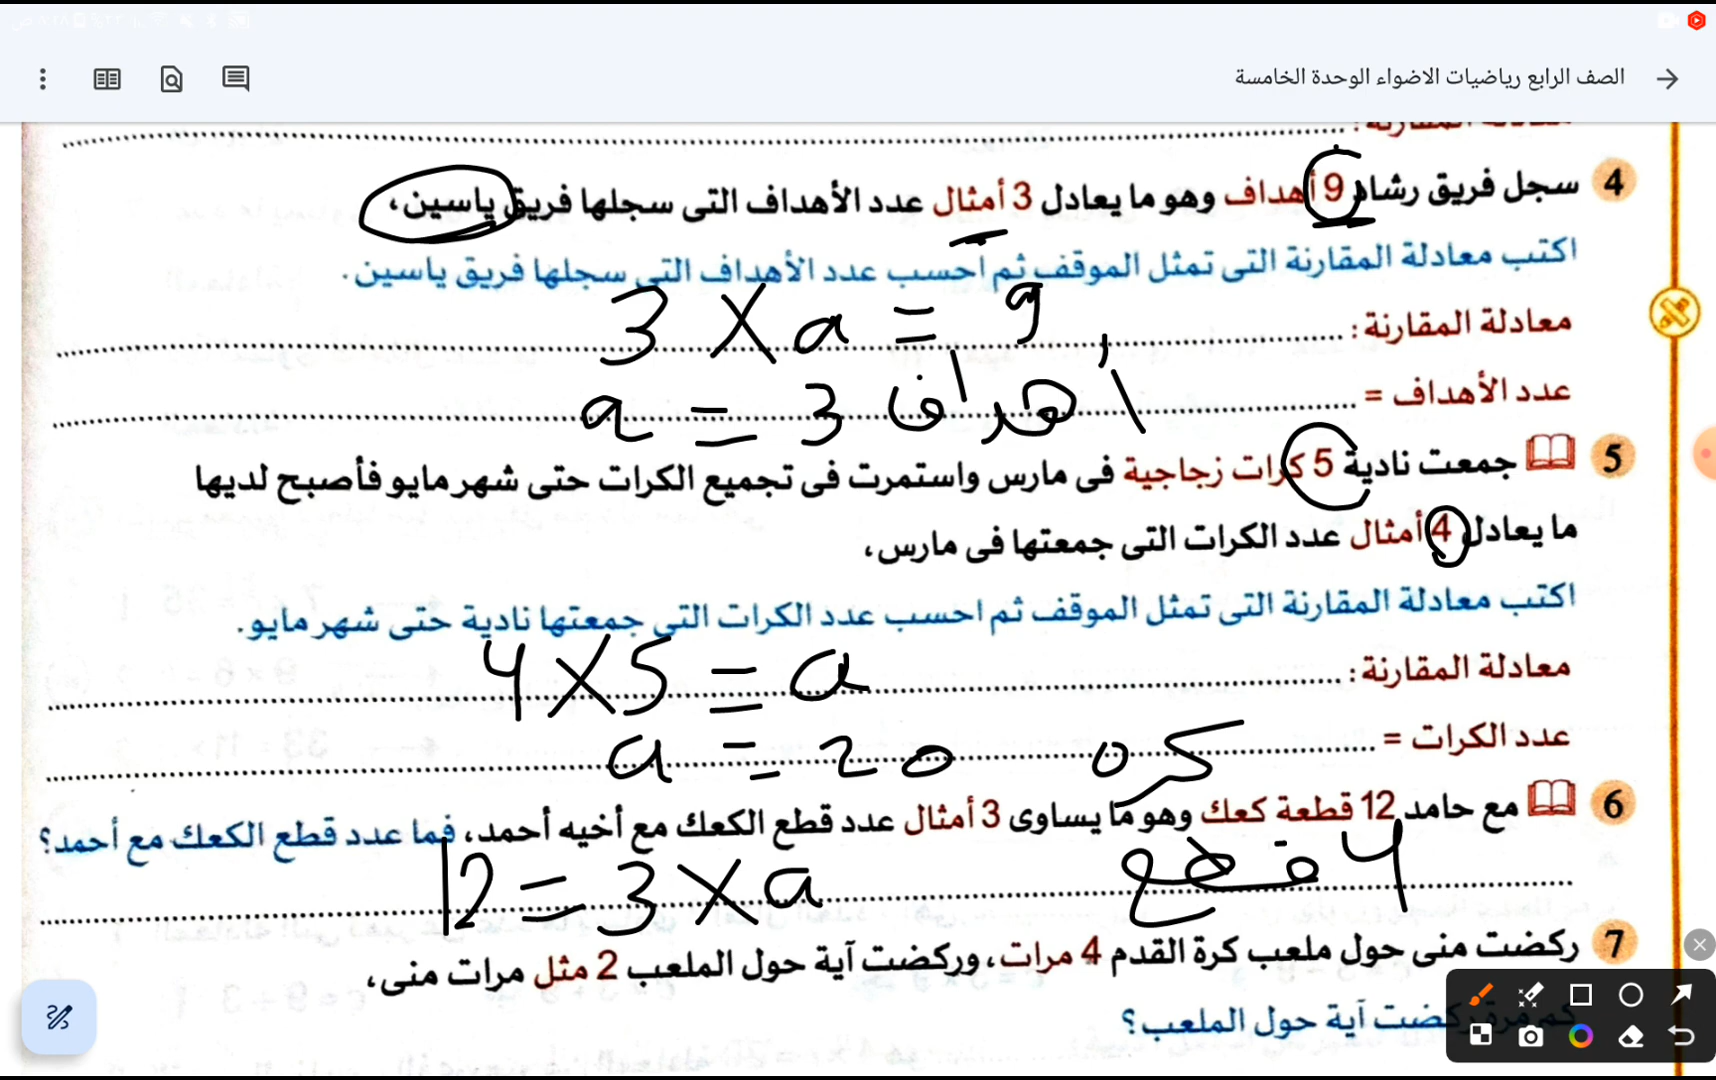 الصف الرابع رياضيات الاضواء الوحدة الخامسة
معادلة المقارنة :
4 سجل فريق رشاد 9 أهداف وهو ما يعادل 3 أمثال عدد الأهداف التى سجلها فريق ياسين،
اكتب معادلة المقارنة التى تمثل الموقف ثم احسب عدد الأهداف التى سجلها فريق ياسين.
معادلة المقارنة : 3 × a = 9
عدد الأهداف = a = 3 اهداف
5 جمعت نادية 5 كرات زجاجية فى مارس واستمرت فى تجميع الكرات حتى شهر مايو فأصبح لديها
ما يعادل 4 أمثال عدد الكرات التى جمعتها فى مارس،
اكتب معادلة المقارنة التى تمثل الموقف ثم احسب عدد الكرات التى جمعتها نادية حتى شهر مايو.
معادلة المقارنة : 4 × 5 = a
عدد الكرات = a = 20 كره
6 مع حامد 12 قطعة كعك وهو ما يساوى 3 أمثال عدد قطع الكعك مع أخيه أحمد، فما عدد قطع الكعك مع أحمد؟
12 = 3 × a 4 قطع
7 ركضت منى حول ملعب كرة القدم 4 مرات، وركضت آية حول الملعب 2 مثل مرات منى،
كم مرة ركضت آية حول الملعب؟